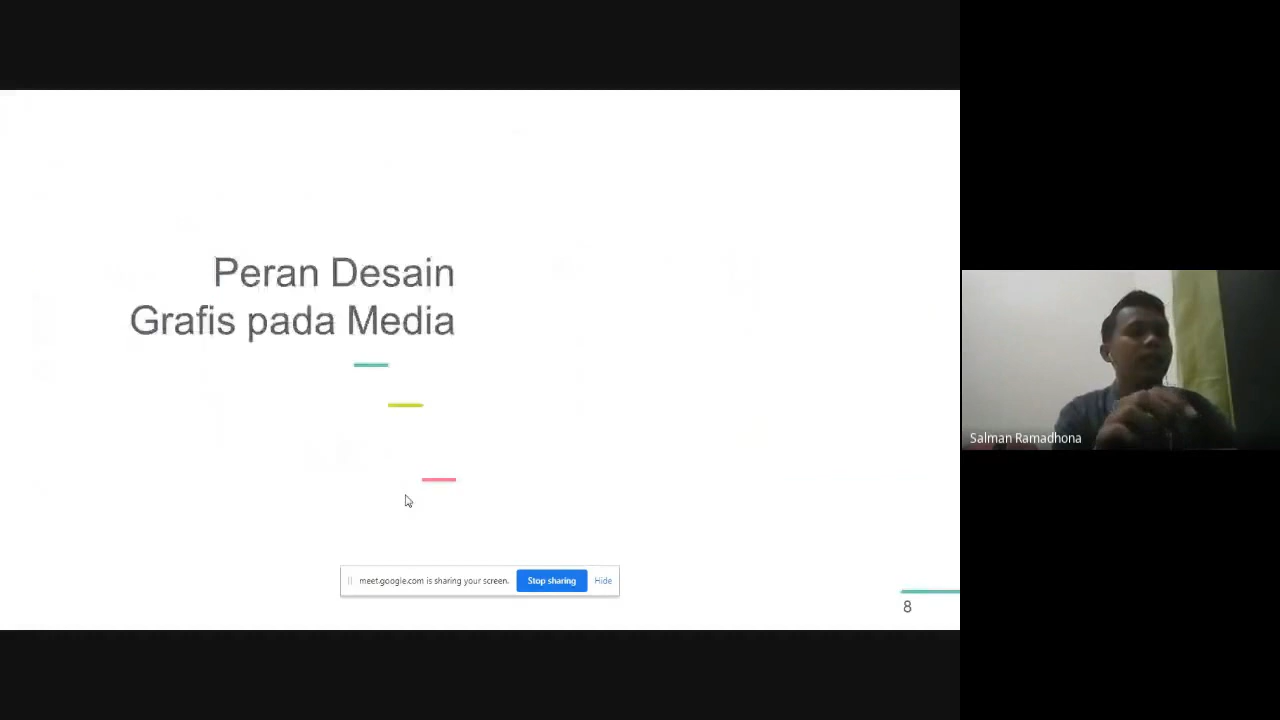 Peran Desain
Grafis pada Media
Salman Ramadhona
meet.google.com is sharing your screen.
Stop sharing
Hide
8